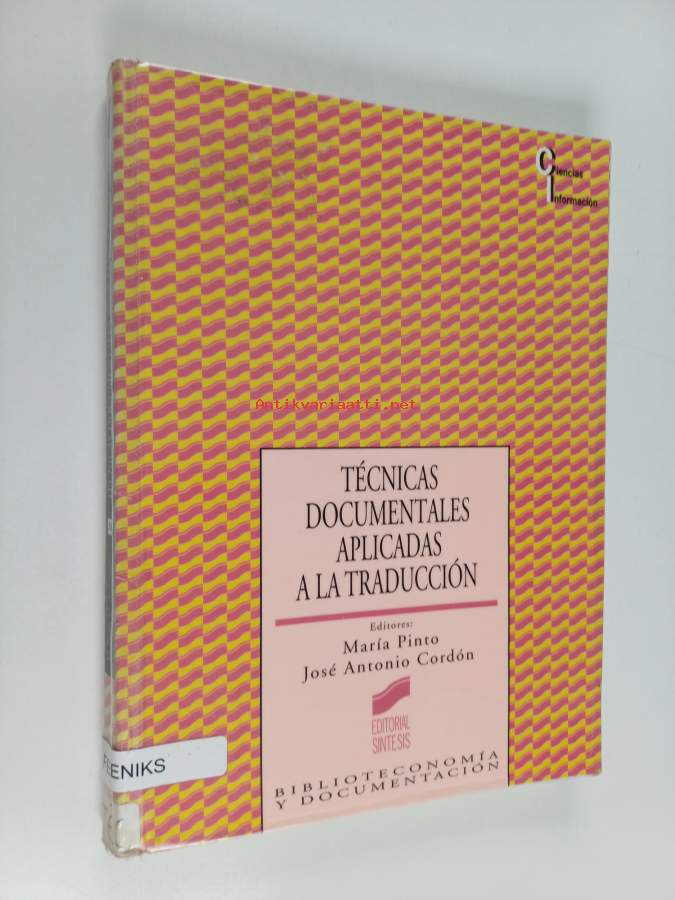 Ciencias
Información
Antikvariaatti.net
TÉCNICAS
DOCUMENTALES
APLICADAS
A LA TRADUCCIÓN
Editores:
María Pinto
José Antonio Cordón
EDITORIAL
SINTESIS
BIBLIOTECONOMÍA
Y DOCUMENTACIÓN
FEENIKS